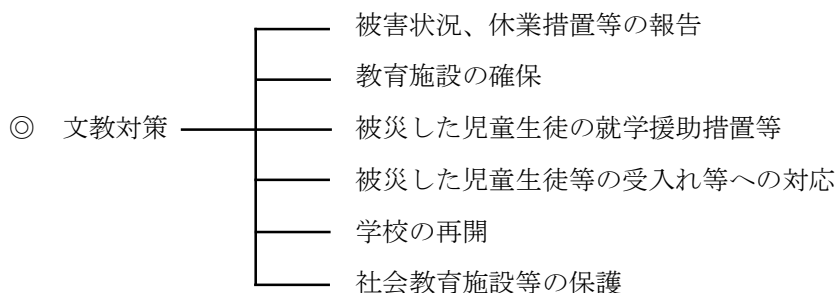 被害状況、休業措置等の報告
教育施設の確保
◎　文教対策
被災した児童生徒の就学援助措置等
被災した児童生徒等の受入れ等への対応
学校の再開
社会教育施設等の保護